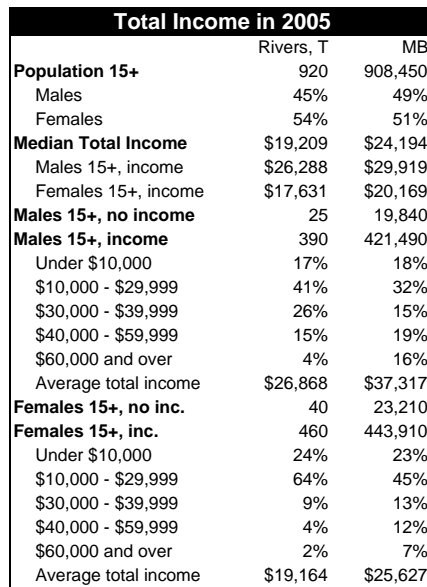 Total Income in 2005
Rivers, T MB
Population 15+ 920 908,450
Males 45% 49%
Females 54% 51%
Median Total Income $19,209 $24,194
Males 15+, income $26,288 $29,919
Females 15+, income $17,631 $20,169
Males 15+, no income 25 19,840
Males 15+, income 390 421,490
Under $10,000 17% 18%
$10,000 - $29,999 41% 32%
$30,000 - $39,999 26% 15%
$40,000 - $59,999 15% 19%
$60,000 and over 4% 16%
Average total income $26,868 $37,317
Females 15+, no inc. 40 23,210
Females 15+, inc. 460 443,910
Under $10,000 24% 23%
$10,000 - $29,999 64% 45%
$30,000 - $39,999 9% 13%
$40,000 - $59,999 4% 12%
$60,000 and over 2% 7%
Average total income $19,164 $25,627